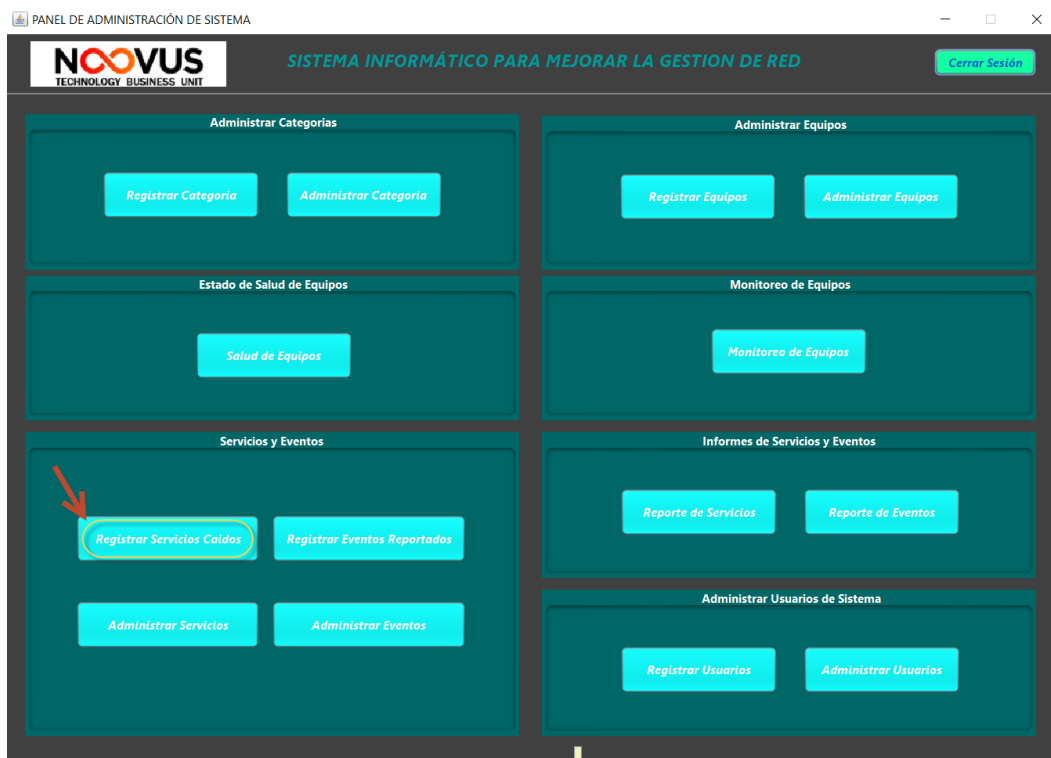 PANEL DE ADMINISTRACIÓN DE SISTEMA
NOOVUS
TECHNOLOGY BUSINESS UNIT
SISTEMA INFORMÁTICO PARA MEJORAR LA GESTION DE RED
Cerrar Sesión
Administrar Categorias
Registrar Categoria
Administrar Categoria
Administrar Equipos
Registrar Equipos
Administrar Equipos
Estado de Salud de Equipos
Salud de Equipos
Monitoreo de Equipos
Monitoreo de Equipos
Servicios y Eventos
Registrar Servicios Caidos
Registrar Eventos Reportados
Administrar Servicios
Administrar Eventos
Informes de Servicios y Eventos
Reporte de Servicios
Reporte de Eventos
Administrar Usuarios de Sistema
Registrar Usuarios
Administrar Usuarios